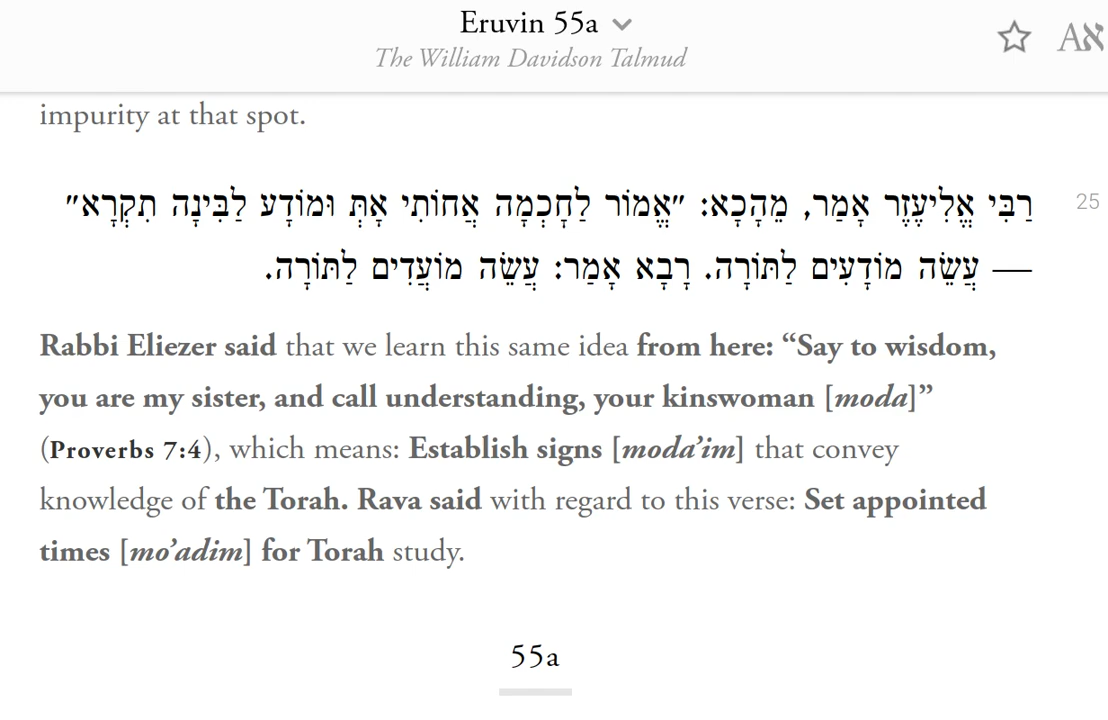 Eruvin 55a
The William Davidson Talmud
Aא
impurity at that spot.
25
רַבִּי אֱלִיעֶזֶר אָמַר, מֵהָכָא: ״אֱמוֹר לַחׇכְמָה אֲחוֹתִי אָתְּ וּמוֹדָע לַבִּינָה תִקְרָא״
— עֲשֵׂה מוֹדָעִים לַתּוֹרָה. רָבָא אָמַר: עֲשֵׂה מוֹעֲדִים לַתּוֹרָה.
Rabbi Eliezer said that we learn this same idea from here: “Say to wisdom,
you are my sister, and call understanding, your kinswoman [moda]”
(Proverbs 7:4), which means: Establish signs [moda’im] that convey
knowledge of the Torah. Rava said with regard to this verse: Set appointed
times [mo’adim] for Torah study.
55a